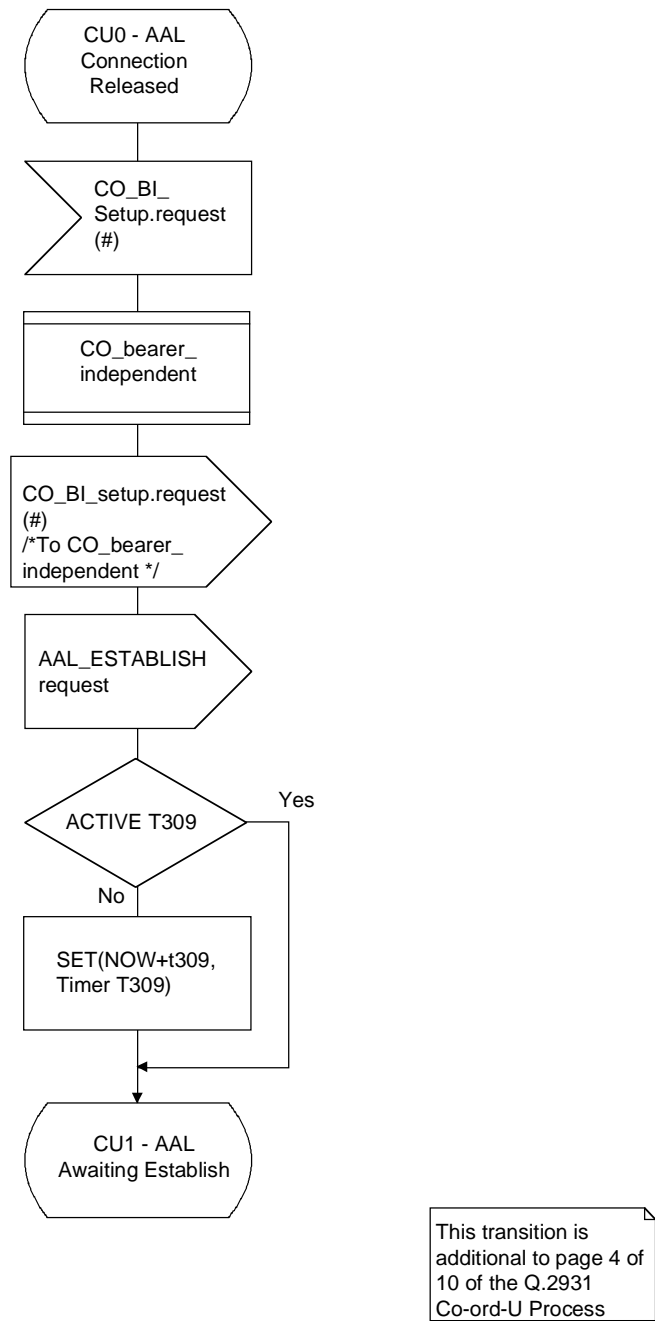 CU0 - AAL
Connection
Released
CO_BI_
Setup.request
(#)
CO_bearer_
independent
CO_BI_setup.request
(#)
/*To CO_bearer_
independent */
AAL_ESTABLISH
request
ACTIVE T309
Yes
No
SET(NOW+t309,
Timer T309)
CU1 - AAL
Awaiting Establish
This transition is
additional to page 4 of
10 of the Q.2931
Co-ord-U Process